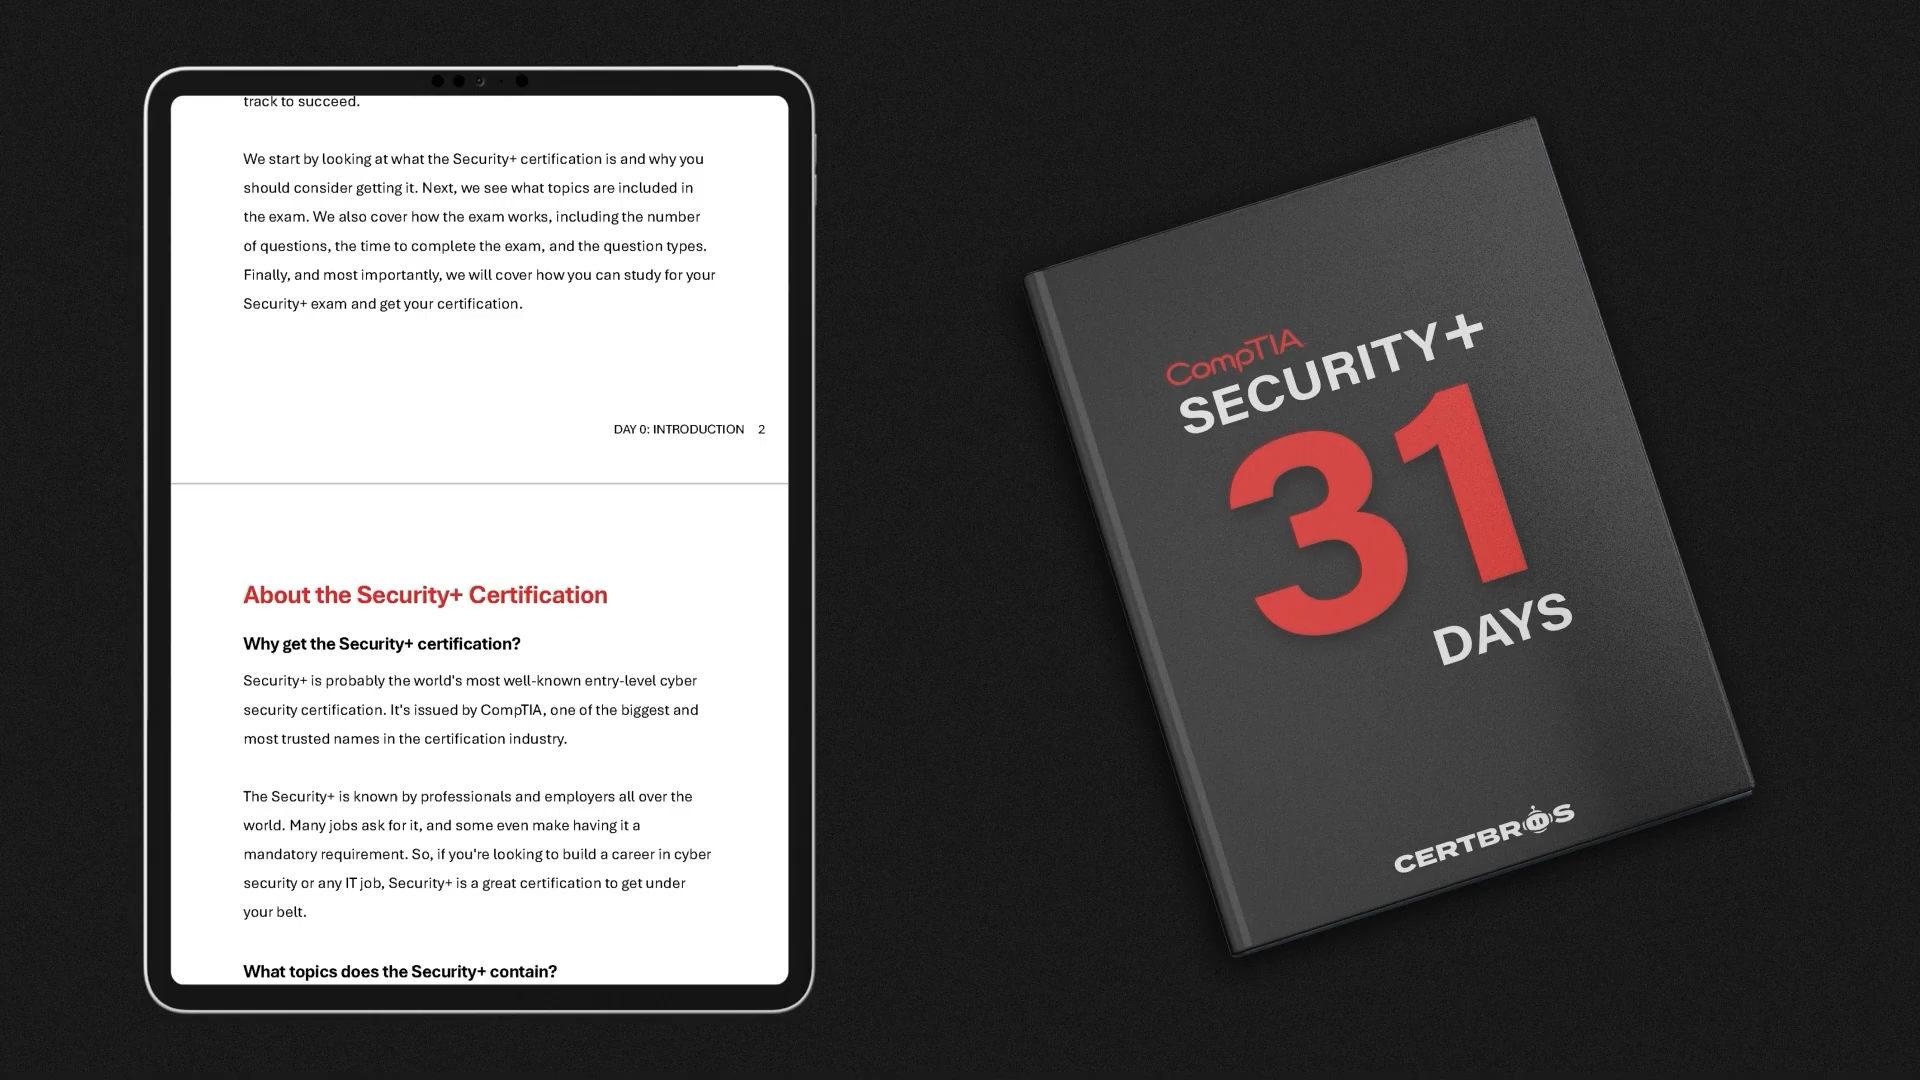 track to succeed.
We start by looking at what the Security+ certification is and why you
should consider getting it. Next, we see what topics are included in
the exam. We also cover how the exam works, including the number
of questions, the time to complete the exam, and the question types.
Finally, and most importantly, we will cover how you can study for your
Security+ exam and get your certification.
DAY 0: INTRODUCTION 2
About the Security+ Certification
Why get the Security+ certification?
Security+ is probably the world's most well-known entry-level cyber
security certification. It's issued by CompTIA, one of the biggest and
most trusted names in the certification industry.
The Security+ is known by professionals and employers all over the
world. Many jobs ask for it, and some even make having it a
mandatory requirement. So, if you're looking to build a career in cyber
security or any IT job, Security+ is a great certification to get under
your belt.
What topics does the Security+ contain?
CompTIA
SECURITY+
31
DAYS
CERTBROS